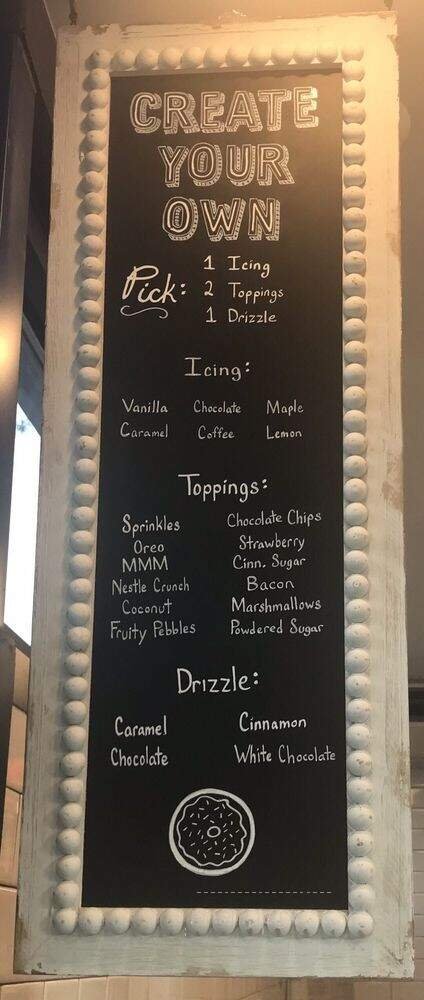 CREATE
YOUR
OWN
Pick: 1 Icing
2 Toppings
1 Drizzle
Icing:
Vanilla Chocolate Maple
Caramel Coffee Lemon
Toppings:
Sprinkles Chocolate Chips
Oreo Strawberry
MMM Cinn. Sugar
Nestle Crunch Bacon
Coconut Marshmallows
Fruity Pebbles Powdered Sugar
Drizzle:
Caramel Cinnamon
Chocolate White Chocolate